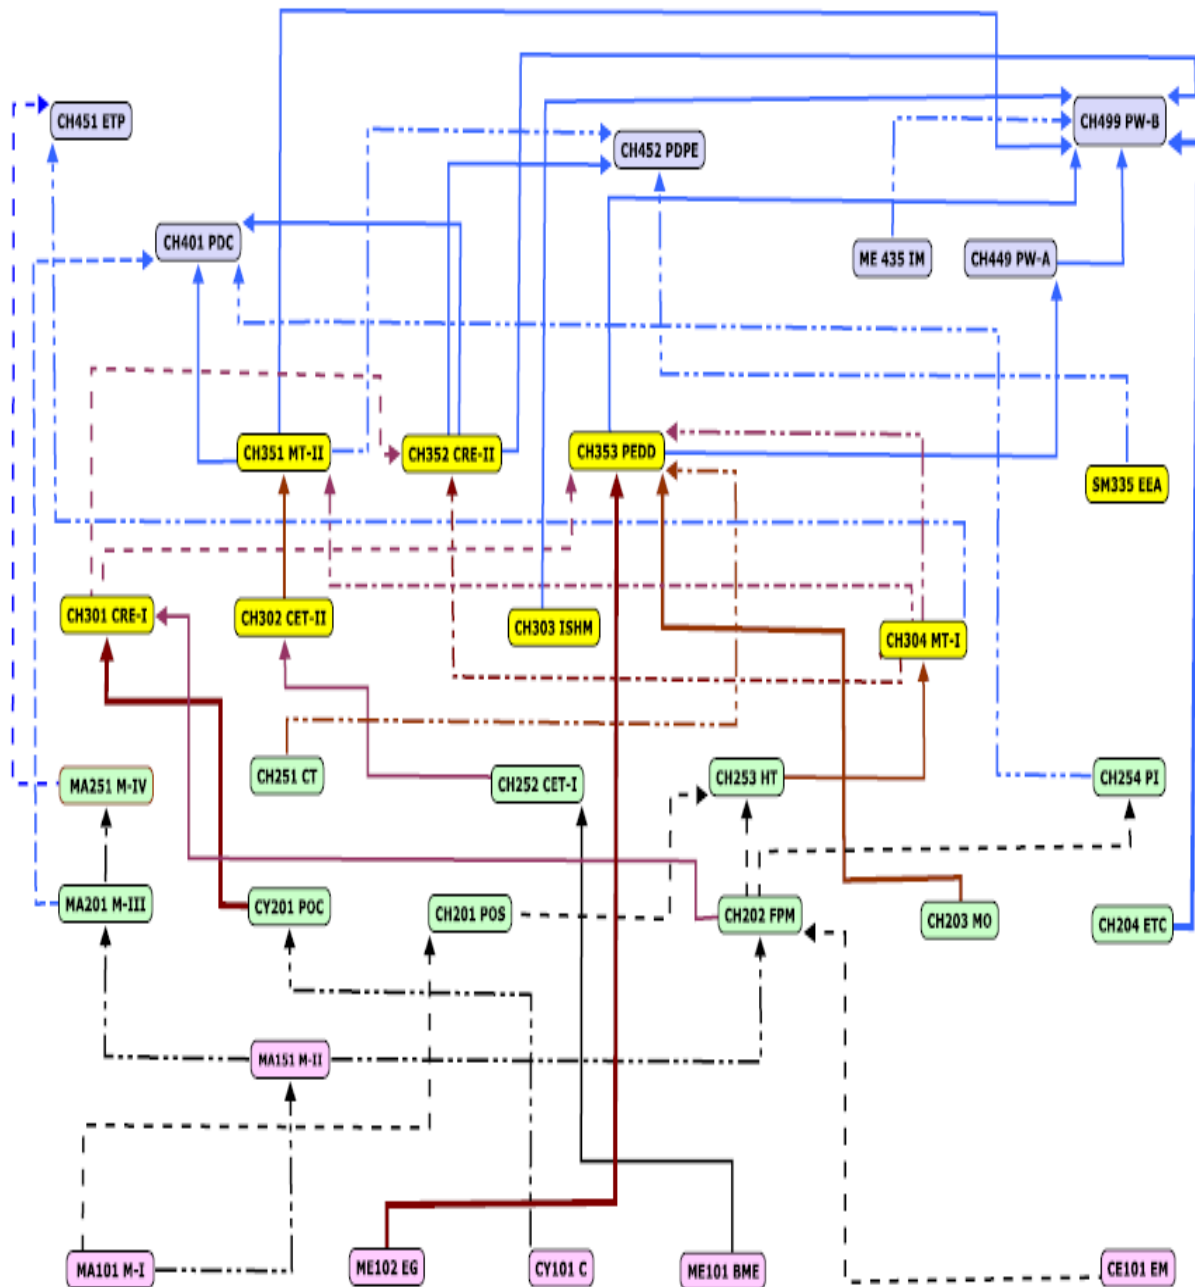 CH451 ETP
CH499 PW-B
CH452 PDPE
CH401 PDC
ME 435 IM
CH449 PW-A
CH351 MT-II
CH352 CRE-II
CH353 PEDD
SM335 EEA
CH301 CRE-I
CH302 CET-II
CH303 ISHM
CH304 MT-I
MA251 M-IV
CH251 CT
CH252 CET-I
CH253 HT
CH254 PI
MA201 M-III
CY201 POC
CH201 POS
CH202 FPM
CH203 MO
CH204 ETC
MA151 M-II
MA101 M-I
ME102 EG
CY101 C
ME101 BME
CE101 EM